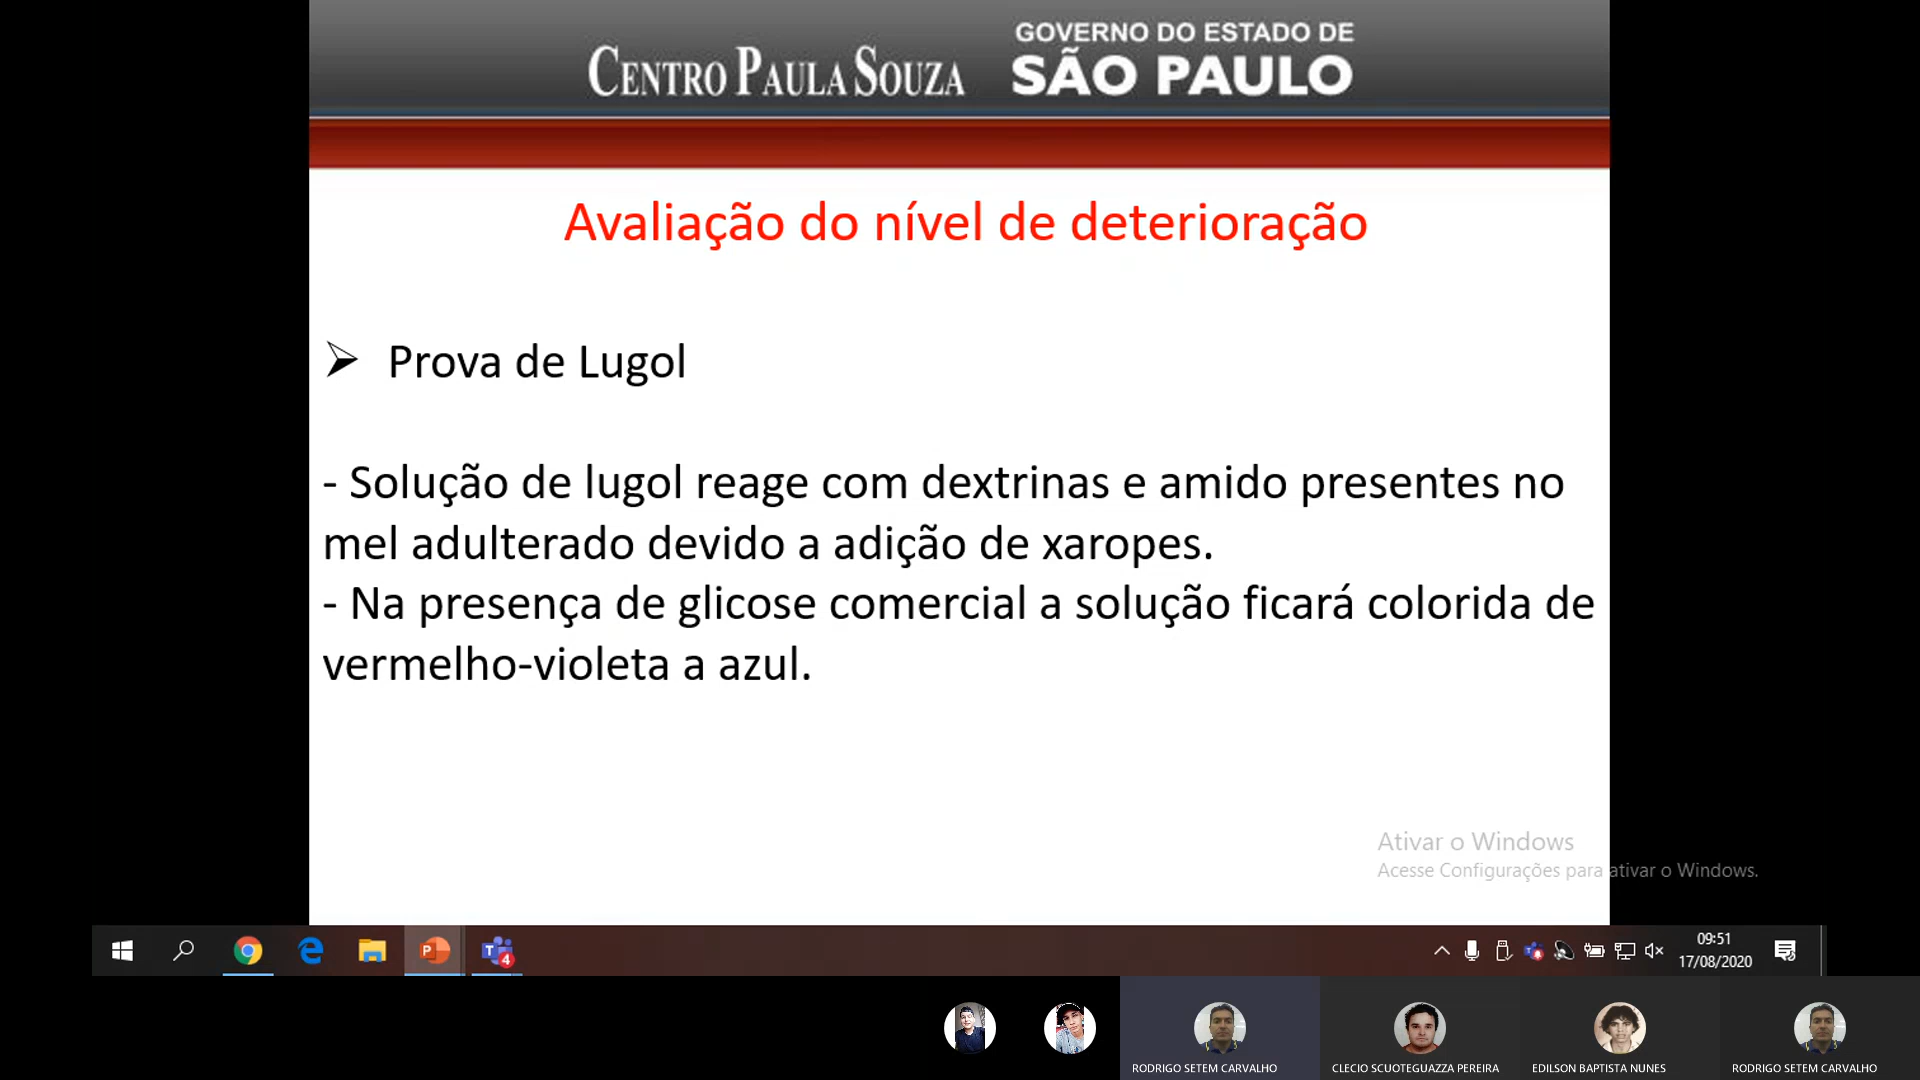 CENTRO PAULA SOUZA
GOVERNO DO ESTADO DE
SÃO PAULO
Avaliação do nível de deterioração
➢ Prova de Lugol
- Solução de lugol reage com dextrinas e amido presentes no
mel adulterado devido a adição de xaropes.
- Na presença de glicose comercial a solução ficará colorida de
vermelho-violeta a azul.
Ativar o Windows
Acesse Configurações para ativar o Windows.
4
09:51
17/08/2020
RODRIGO SETEM CARVALHO
CLECIO SCUOTEGUAZZA PEREIRA
EDILSON BAPTISTA NUNES
RODRIGO SETEM CARVALHO